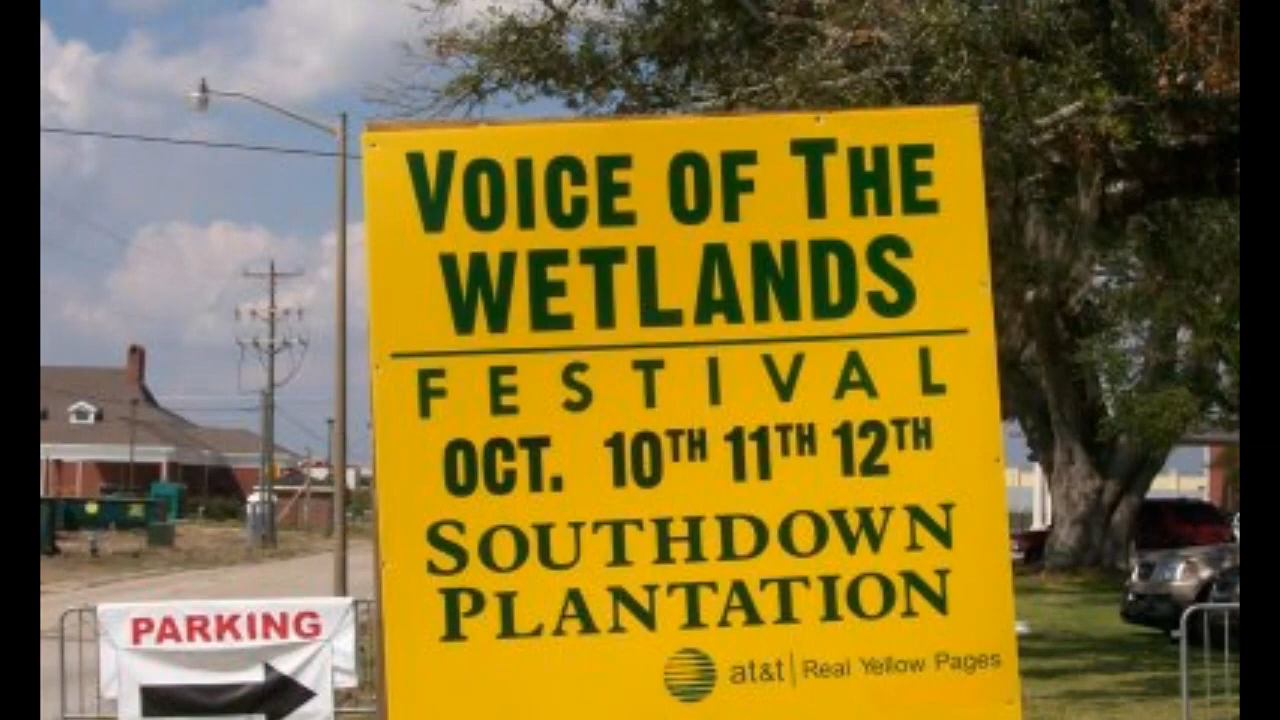 VOICE OF THE
WETLANDS
FESTIVAL
OCT. 10TH 11TH 12TH
SOUTHDOWN
PLANTATION
at&t | Real Yellow Pages
PARKING